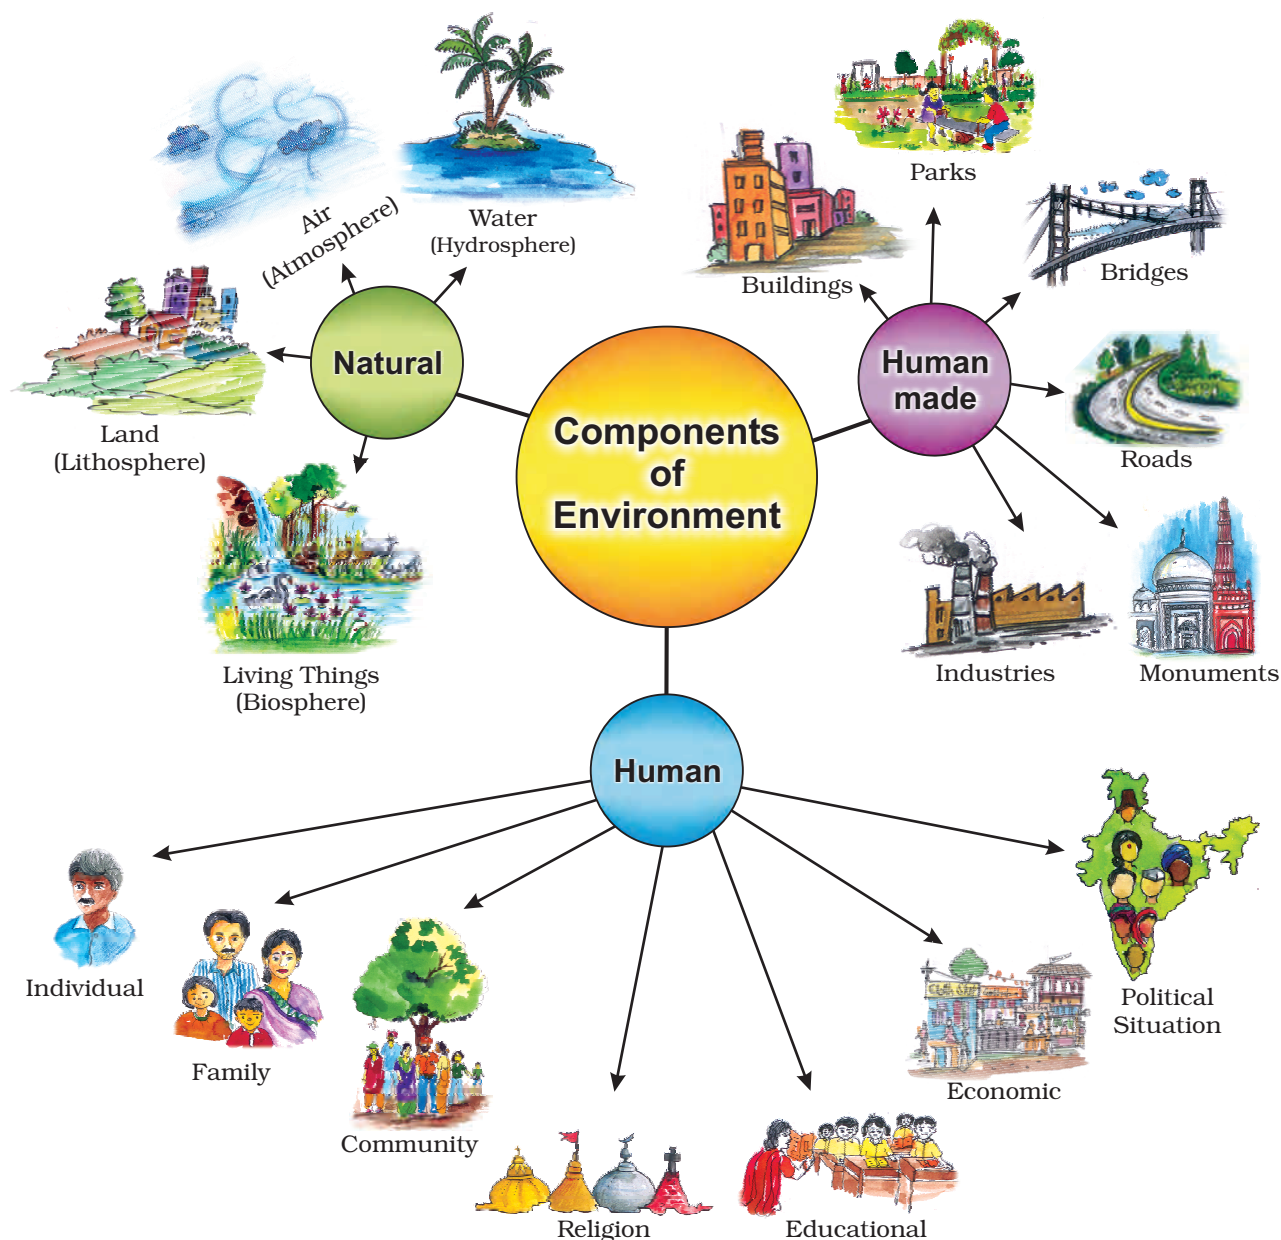 Components
of
Environment
Natural
Air
(Atmosphere)
Water
(Hydrosphere)
Land
(Lithosphere)
Living Things
(Biosphere)
Human
made
Buildings
Parks
Bridges
Roads
Monuments
Industries
Human
Individual
Family
Community
Religion
Educational
Economic
Political
Situation